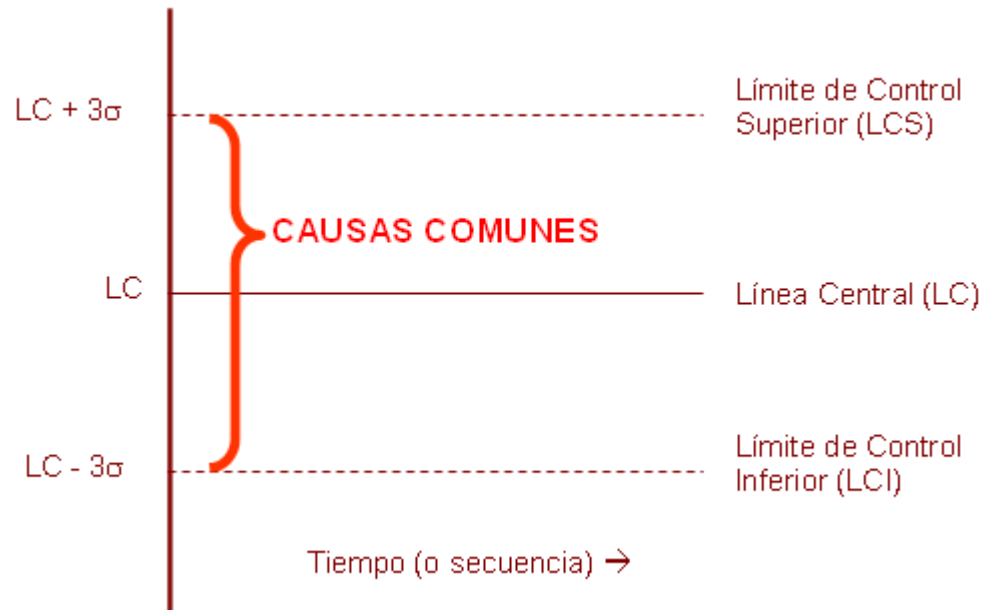 LC + 3σ
Límite de Control
Superior (LCS)
CAUSAS COMUNES
LC
Línea Central (LC)
LC - 3σ
Límite de Control
Inferior (LCI)
Tiempo (o secuencia) →